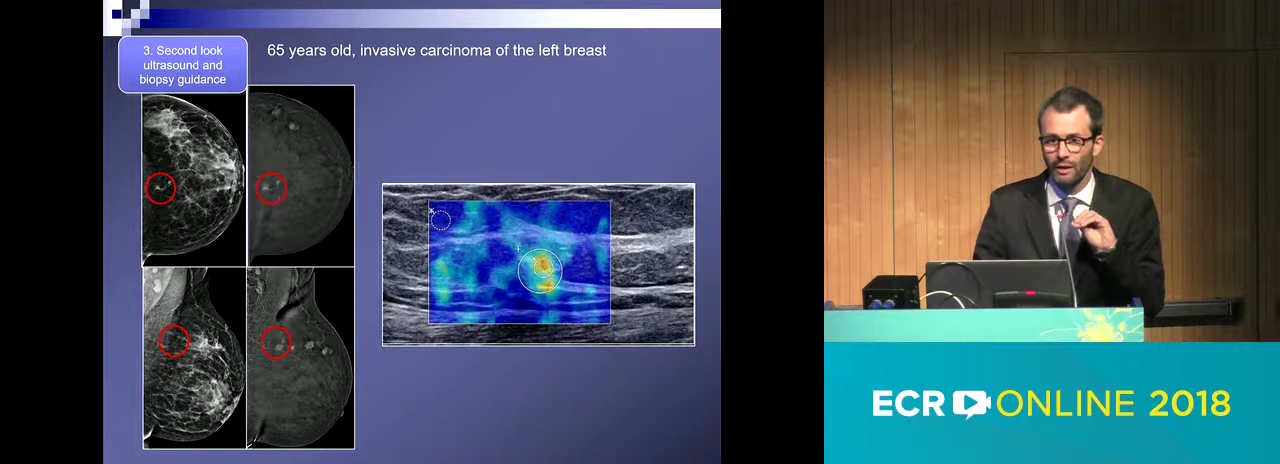 3. Second look
ultrasound and
biopsy guidance
65 years old, invasive carcinoma of the left breast
ECR ONLINE 2018